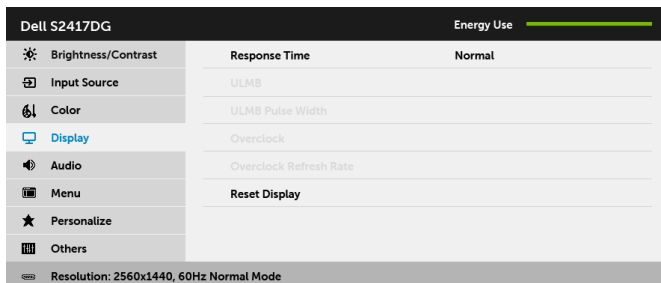 Dell S2417DG Energy Use
Brightness/Contrast Response Time Normal
Input Source ULMB
Color ULMB Pulse Width
Display Overclock
Audio Overclock Refresh Rate
Menu Reset Display
Personalize
Others
Resolution: 2560x1440, 60Hz Normal Mode